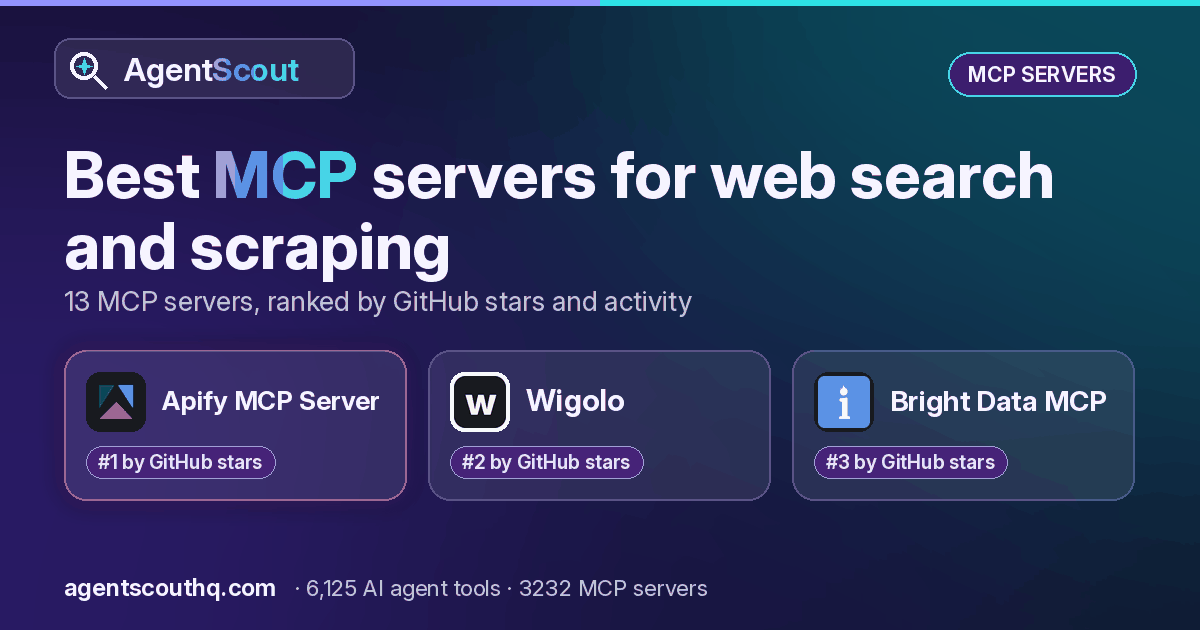 AgentScout
MCP SERVERS
Best MCP servers for web search
and scraping
13 MCP servers, ranked by GitHub stars and activity
Apify MCP Server
#1 by GitHub stars
w
Wigolo
#2 by GitHub stars
i
Bright Data MCP
#3 by GitHub stars
agentscouthq.com · 6,125 AI agent tools · 3232 MCP servers